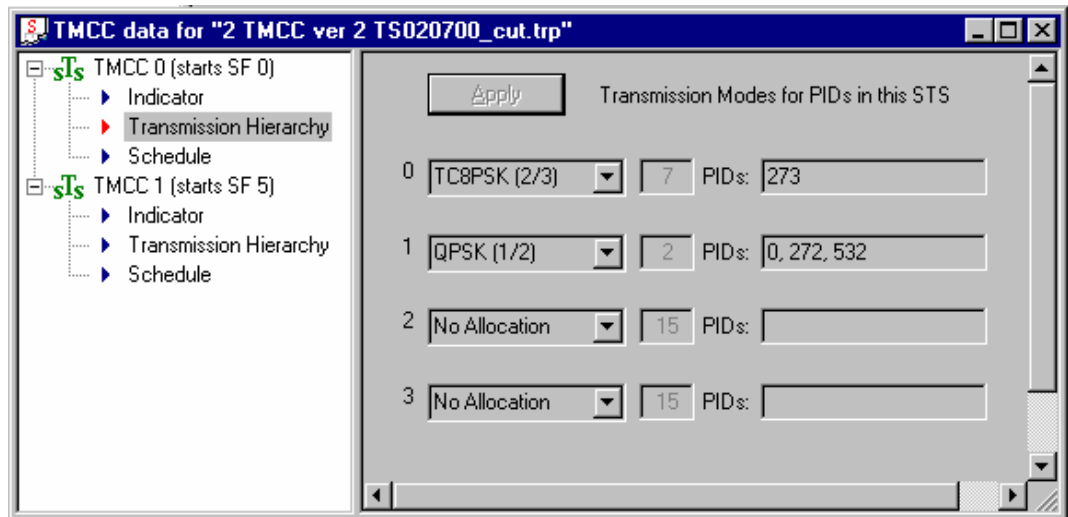 TMCC data for "2 TMCC ver 2 TS020700_cut.trp"
sTs TMCC 0 (starts SF 0)
Indicator
Transmission Hierarchy
Schedule
sTs TMCC 1 (starts SF 5)
Indicator
Transmission Hierarchy
Schedule
Apply Transmission Modes for PIDs in this STS
0 TC8PSK (2/3) 7 PIDs: 273
1 QPSK (1/2) 2 PIDs: 0, 272, 532
2 No Allocation 15 PIDs:
3 No Allocation 15 PIDs: